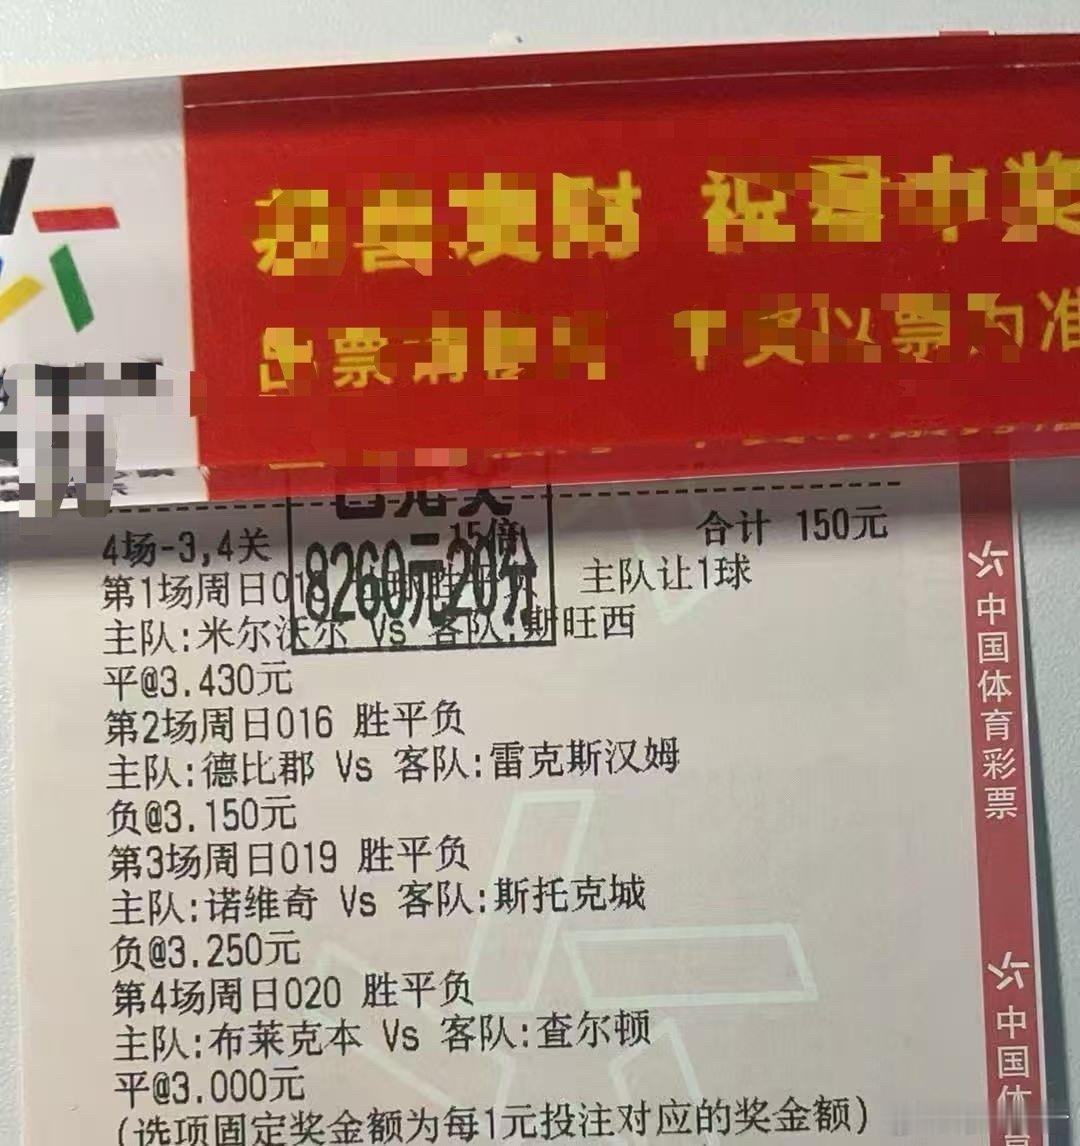 出票
票为准
8260元20分
4场-3,4关 15倍 合计 150元
第1场周日01 主队让1球
主队:米尔沃尔 Vs 客队:斯旺西
平@3.430元
第2场周日016 胜平负
主队:德比郡 Vs 客队:雷克斯汉姆
负@3.150元
第3场周日019 胜平负
主队:诺维奇 Vs 客队:斯托克城
负@3.250元
第4场周日020 胜平负
主队:布莱克本 Vs 客队:查尔顿
平@3.000元
(选项固定奖金额为每1元投注对应的奖金额)
中国体育彩票
中国体